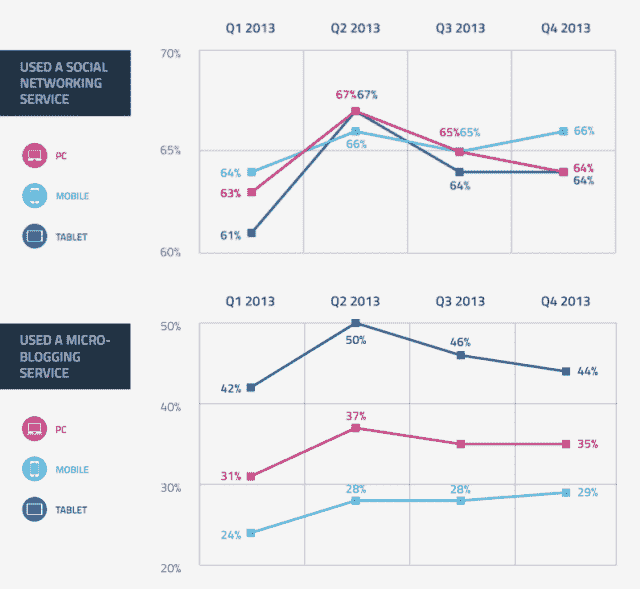 Q1 2013 Q2 2013 Q3 2013 Q4 2013
70%
USED A SOCIAL
NETWORKING
SERVICE
67%67%
65%
65%65%
66%
66%
PC
64%
63%
64%
64%
64%
MOBILE
TABLET
61%
60%
Q1 2013 Q2 2013 Q3 2013 Q4 2013
50%
USED A MICRO-
BLOGGING
SERVICE
50%
46%
44%
42%
40%
37%
PC
35%
MOBILE
31%
30%
28%
28%
29%
TABLET
24%
20%